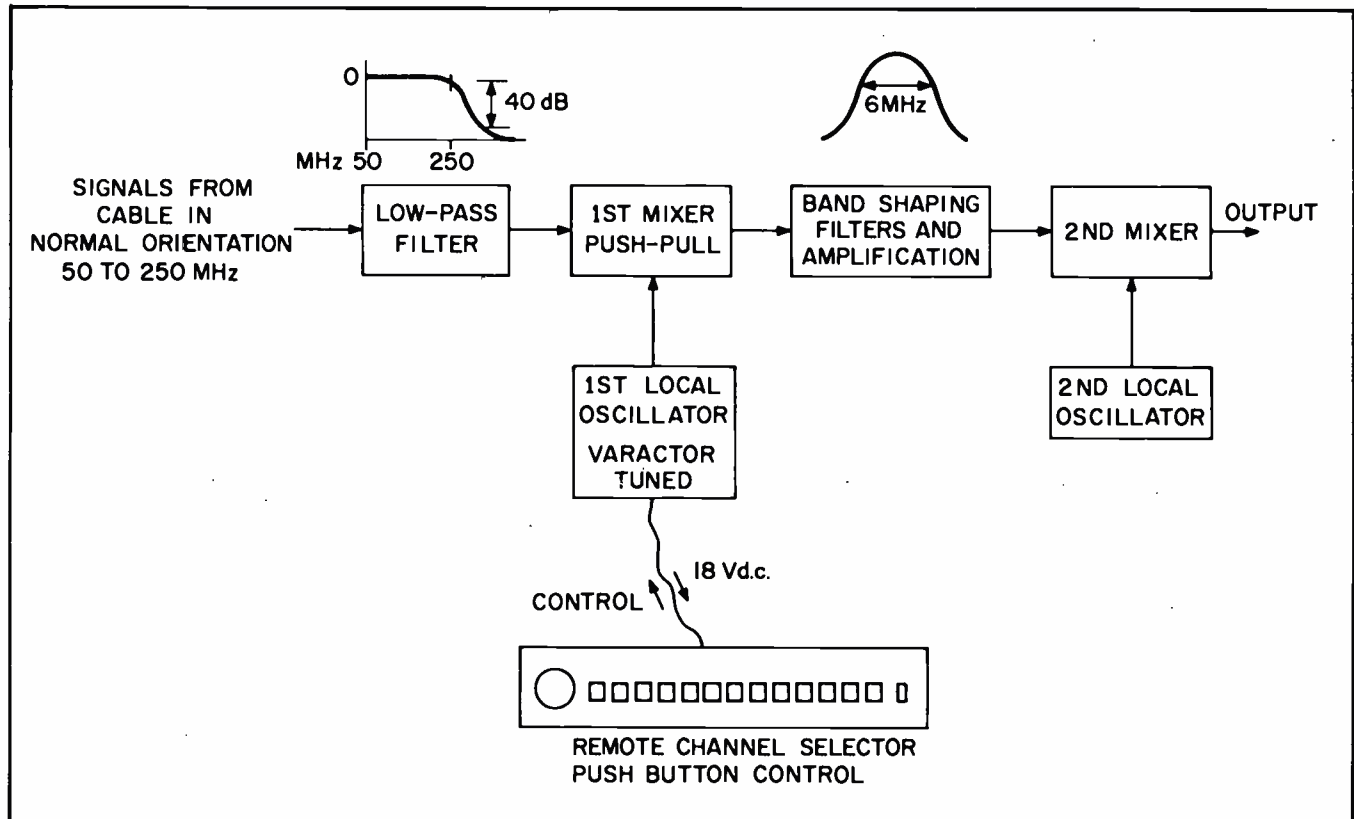 0
40 dB
MHz 50 250
6MHz
SIGNALS FROM
CABLE IN
NORMAL ORIENTATION
50 TO 250 MHz
LOW-PASS
FILTER
1ST MIXER
PUSH-PULL
BAND SHAPING
FILTERS AND
AMPLIFICATION
2ND MIXER
OUTPUT
1ST LOCAL
OSCILLATOR
VARACTOR
TUNED
2ND LOCAL
OSCILLATOR
18 Vd.c.
CONTROL
REMOTE CHANNEL SELECTOR
PUSH BUTTON CONTROL